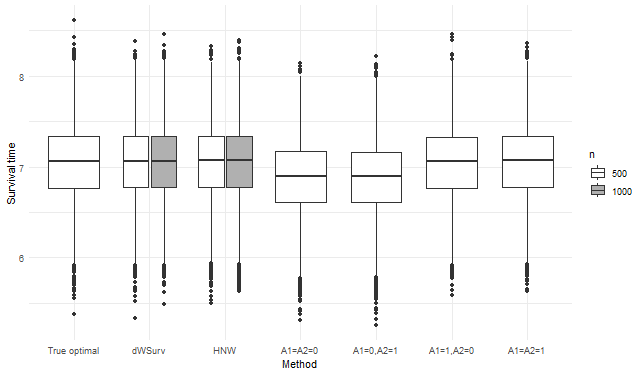 Survival time
8
7
6
True optimal
dWSurv
HNW
A1=A2=0
A1=0,A2=1
A1=1,A2=0
A1=A2=1
Method
n
500
1000